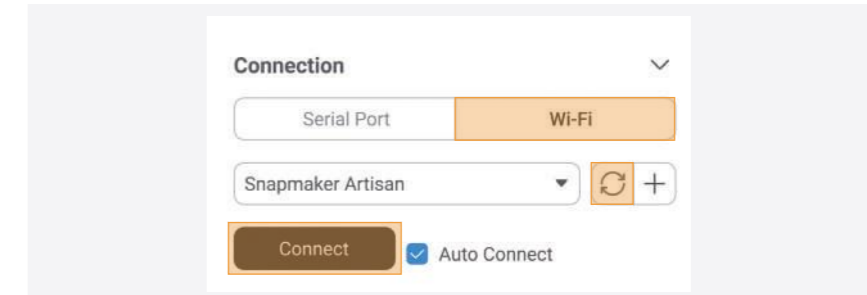 Connection
Serial Port Wi-Fi
Snapmaker Artisan
Connect Auto Connect